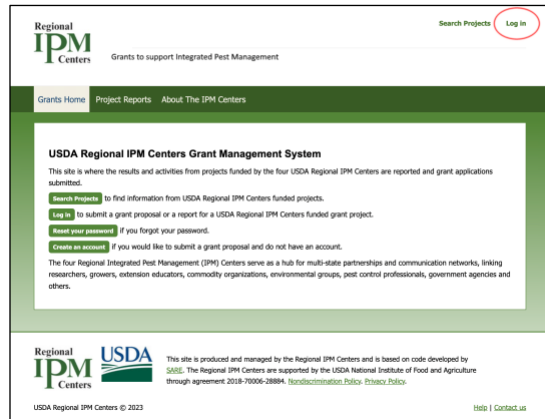 Regional
IPM
Centers
Search Projects
Log in
Grants to support Integrated Pest Management
Grants Home
Project Reports
About The IPM Centers
USDA Regional IPM Centers Grant Management System
This site is where the results and activities from projects funded by the four USDA Regional IPM Centers are reported and grant applications
submitted.
Search Projects to find information from USDA Regional IPM Centers funded projects.
Log in to submit a grant proposal or a report for a USDA Regional IPM Centers funded grant project.
Reset your password if you forgot your password.
Create an account if you would like to submit a grant proposal and do not have an account.
The four Regional Integrated Pest Management (IPM) Centers serve as a hub for multi-state partnerships and communication networks, linking
researchers, growers, extension educators, commodity organizations, environmental groups, pest control professionals, government agencies and
others.
Regional
IPM
Centers
USDA
This site is produced and managed by the Regional IPM Centers and is based on code developed by
SARE. The Regional IPM Centers are supported by the USDA National Institute of Food and Agriculture
through agreement 2018-70006-28884. Nondiscrimination Policy. Privacy Policy.
USDA Regional IPM Centers © 2023
Help | Contact us